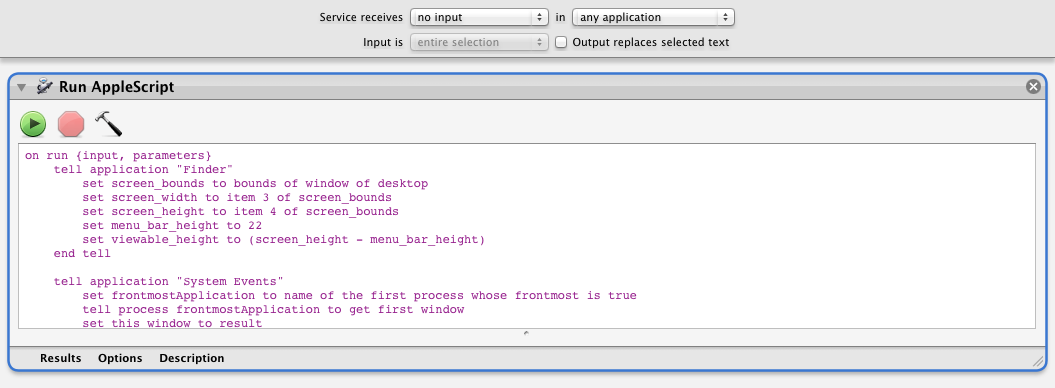 Service receives no input in any application
Input is entire selection Output replaces selected text
Run AppleScript
on run {input, parameters}
tell application "Finder"
set screen_bounds to bounds of window of desktop
set screen_width to item 3 of screen_bounds
set screen_height to item 4 of screen_bounds
set menu_bar_height to 22
set viewable_height to (screen_height - menu_bar_height)
end tell
tell application "System Events"
set frontmostApplication to name of the first process whose frontmost is true
tell process frontmostApplication to get first window
set this_window to result
Results Options Description